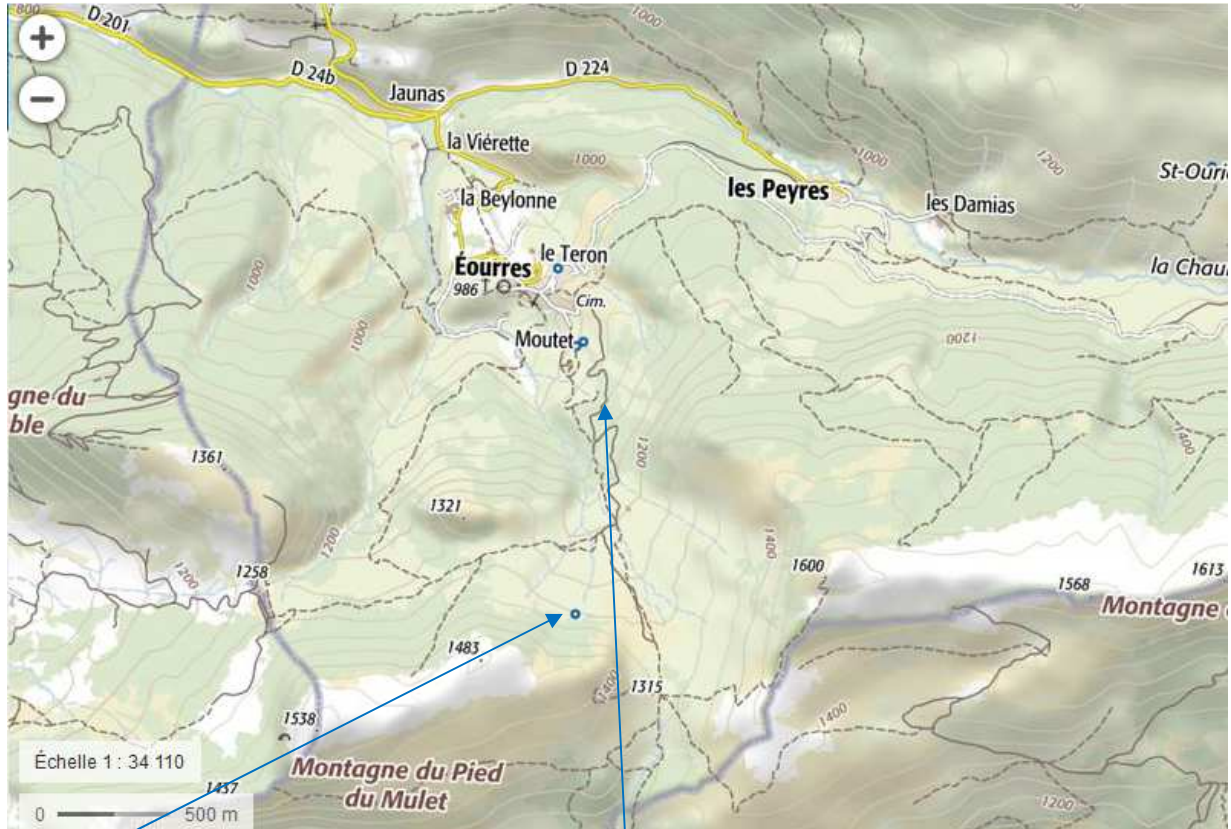 800
1000
D 201
+
D 24b
D 224
Jaunas
−
la Viérette
1000
1000
1200
St-Ouri
les Peyres
la Beylonne
les Damias
le Teron
1000
Éourres
la Chau
986
Cim.
1000
Moutet
1200
gne du
ble
1400
1361
1200
1321
1200
1400
1200
1258
1600
1568
1613
Montagne
1483
1400
1315
1538
1400
Échelle 1 : 34 110
Montagne du Pied
du Mulet
1437
1200
0 500 m